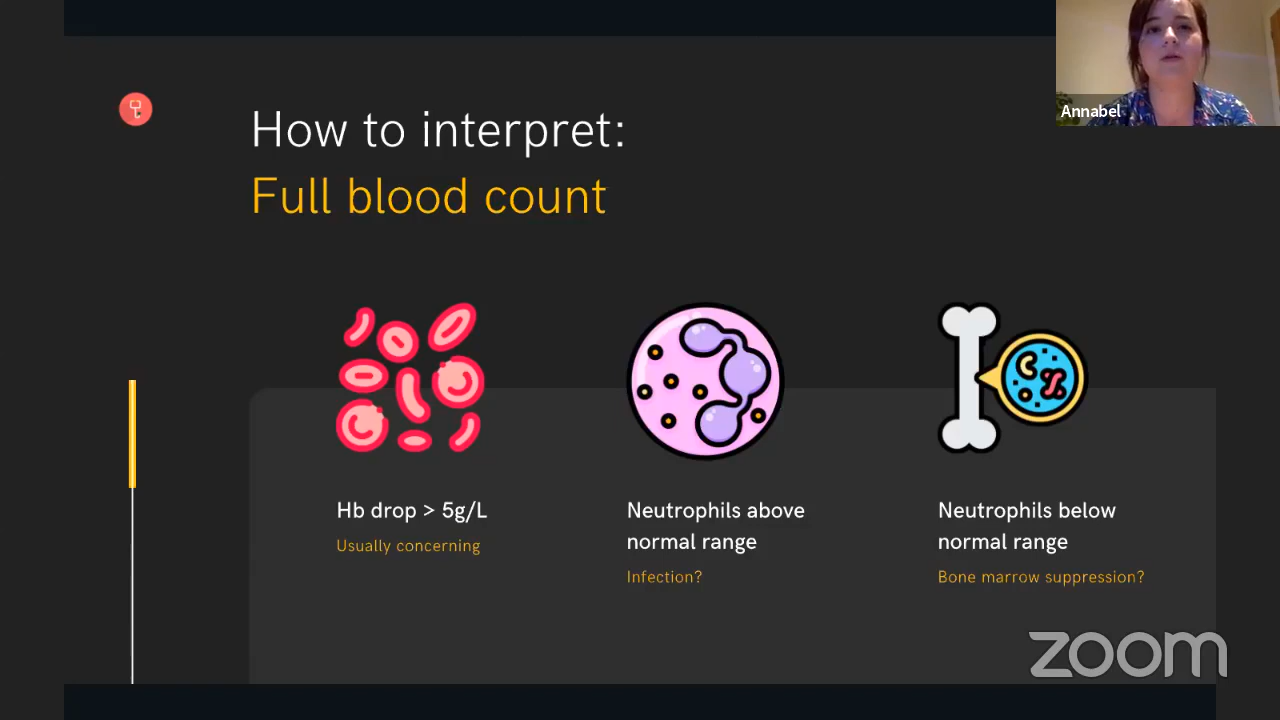 Annabel
How to interpret:
Full blood count
Hb drop > 5g/L
Usually concerning
Neutrophils above
normal range
Infection?
Neutrophils below
normal range
Bone marrow suppression?
zoom